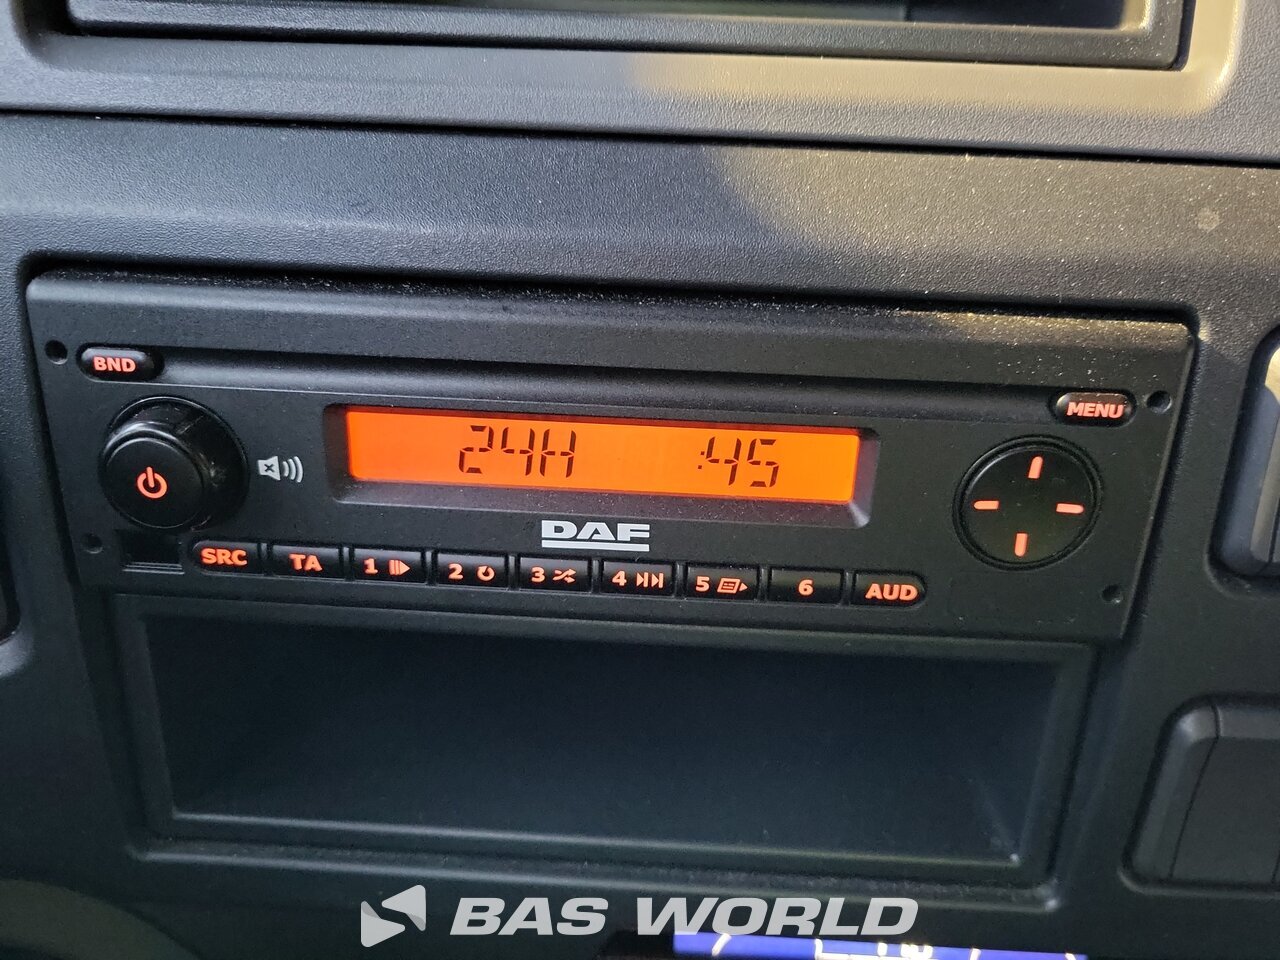 BND
MENU
24H :45
DAF
SRC TA 1 2 3 4 5 6 AUD
BAS WORLD